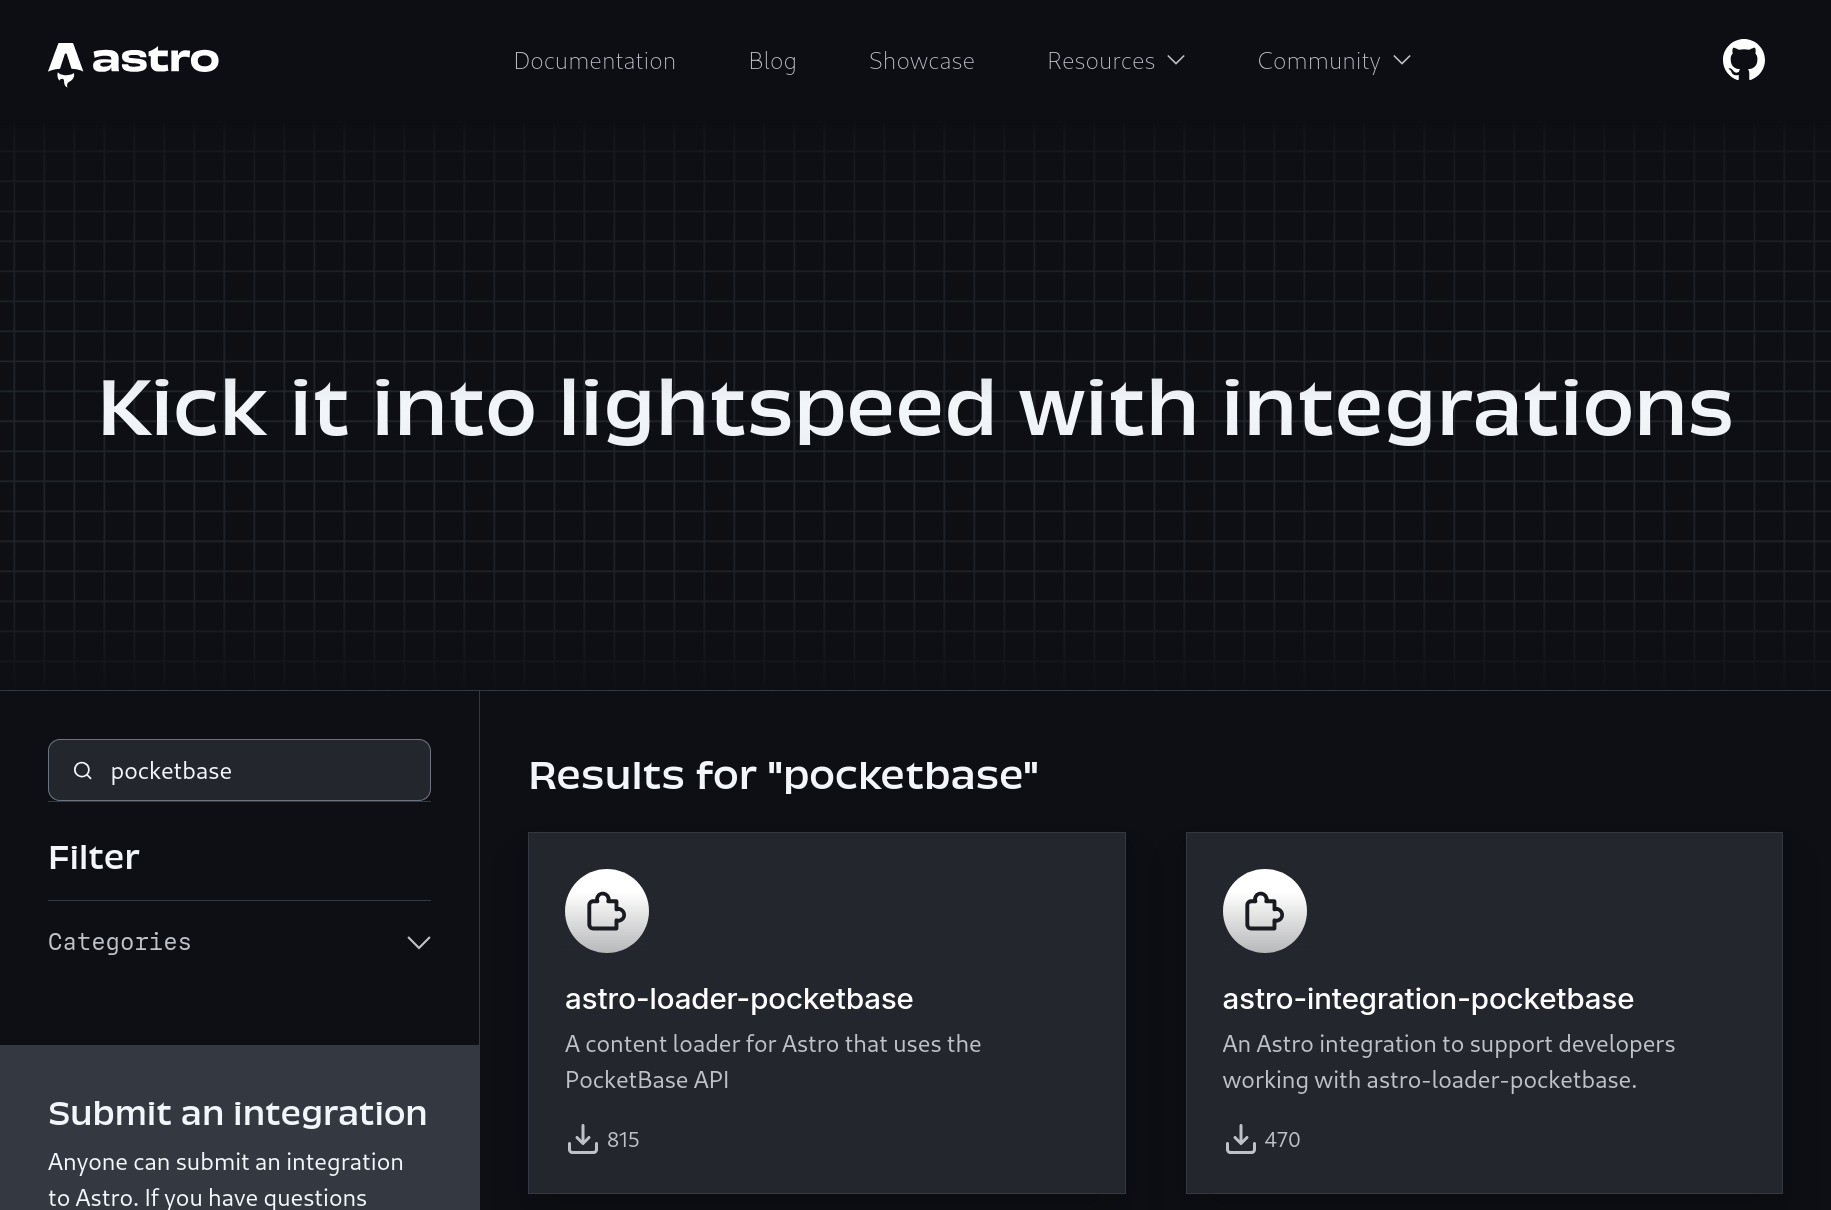 astro
Documentation
Blog
Showcase
Resources
Community
Kick it into lightspeed with integrations
pocketbase
Filter
Categories
Submit an integration
Anyone can submit an integration
to Astro. If you have questions
Results for "pocketbase"
astro-loader-pocketbase
A content loader for Astro that uses the
PocketBase API
815
astro-integration-pocketbase
An Astro integration to support developers
working with astro-loader-pocketbase.
470